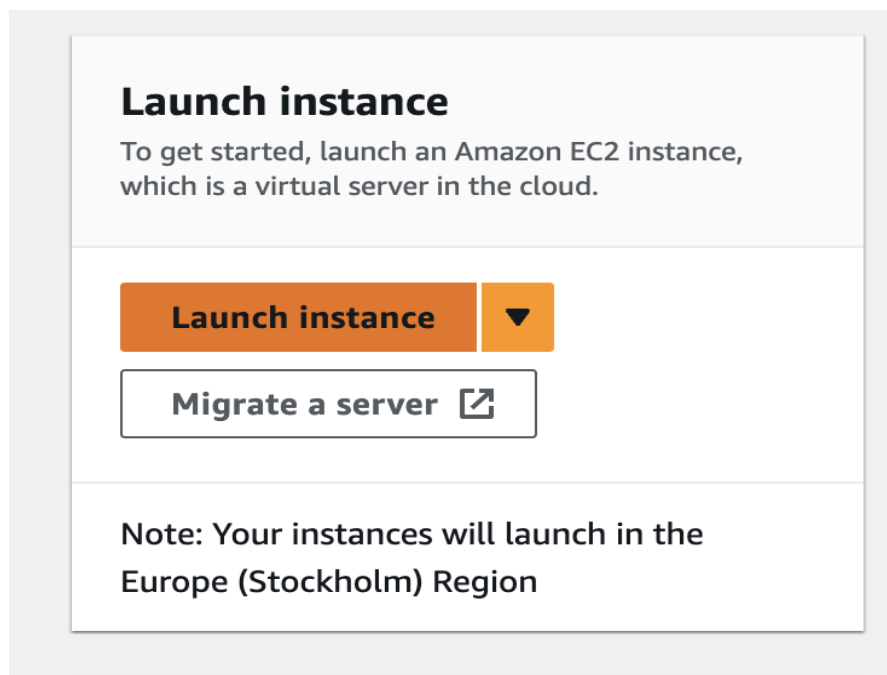 Launch instance
To get started, launch an Amazon EC2 instance,
which is a virtual server in the cloud.
Launch instance
Migrate a server
Note: Your instances will launch in the
Europe (Stockholm) Region